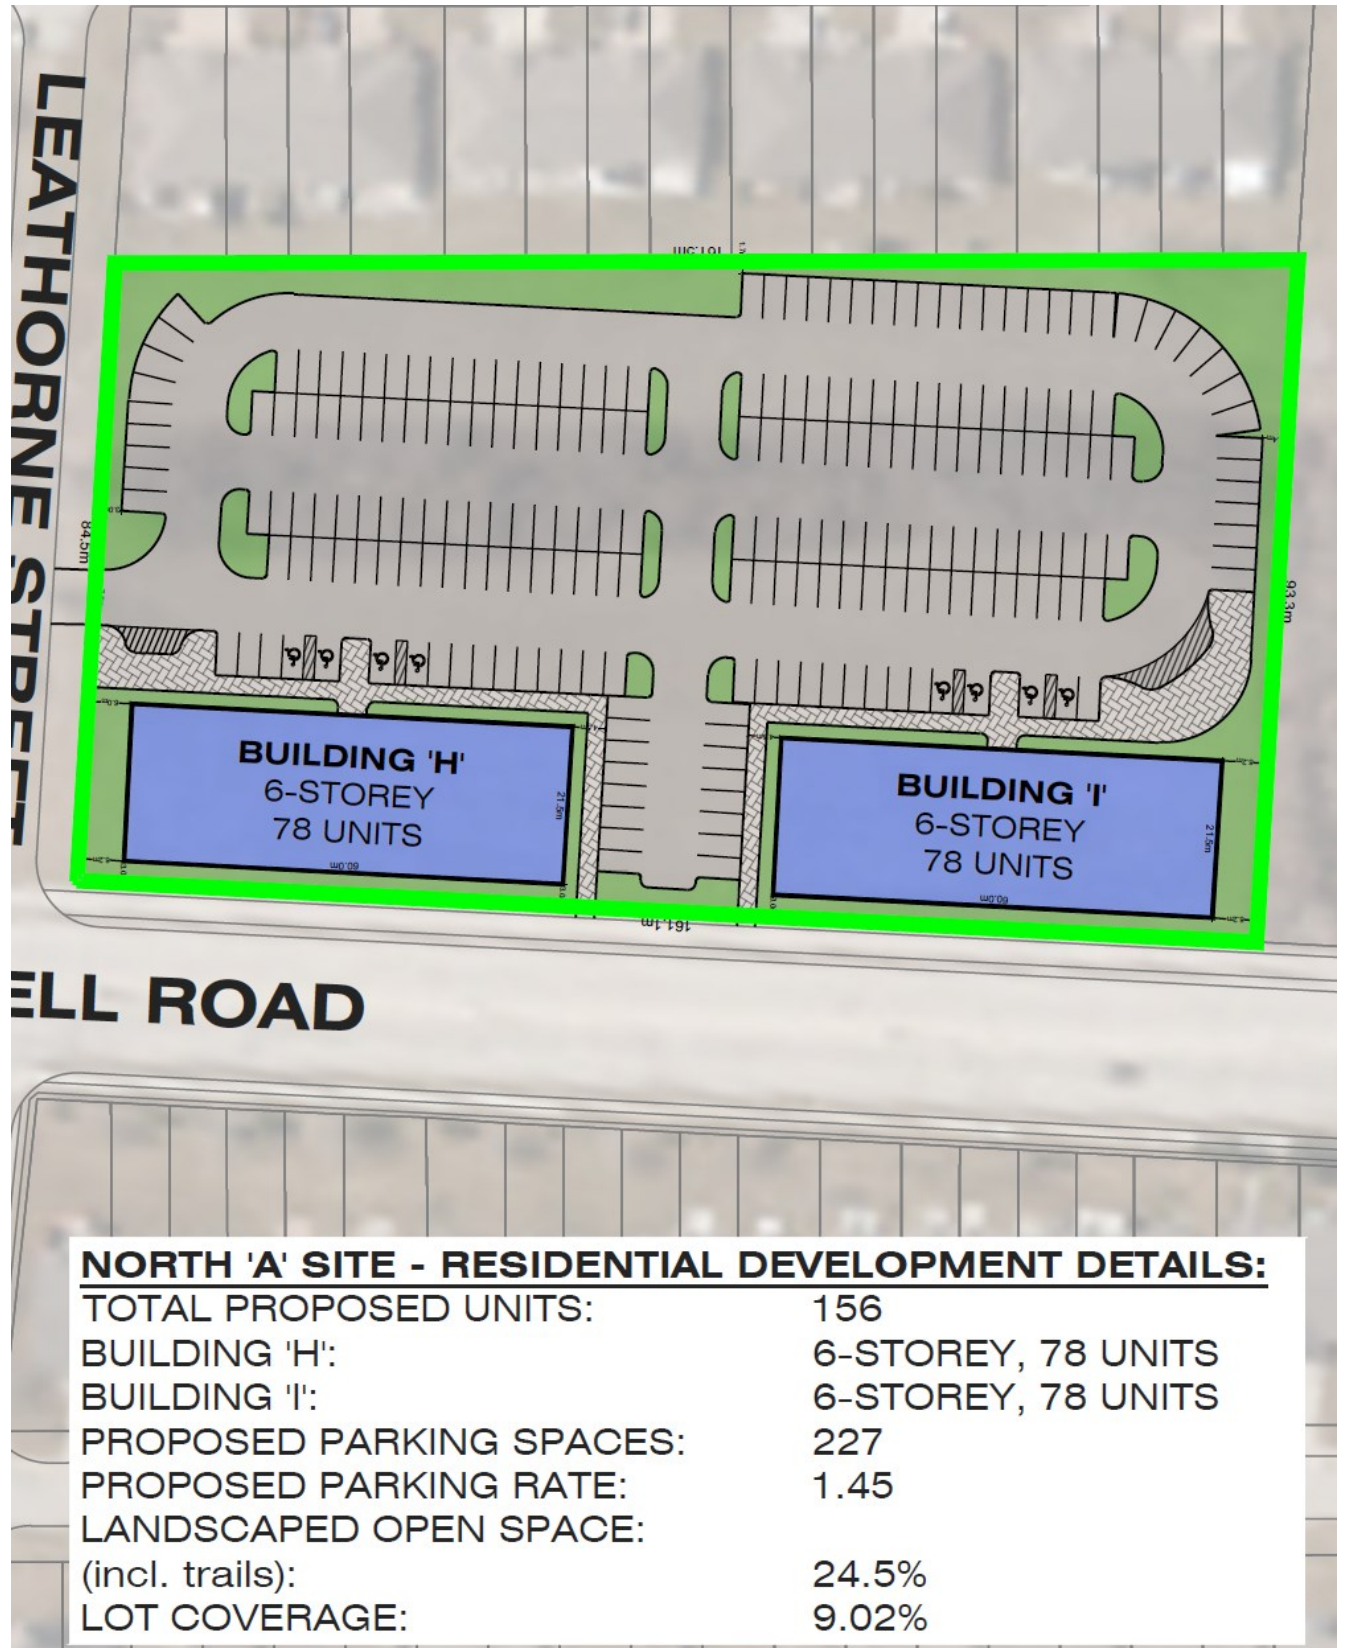 LEATHORNE STREET
161.5m
84.5m
93.3m
BUILDING 'H'
6-STOREY
78 UNITS
21.5m
60.0m
BUILDING 'I'
6-STOREY
78 UNITS
21.5m
60.0m
161.1m
ELL ROAD
NORTH 'A' SITE - RESIDENTIAL DEVELOPMENT DETAILS:
TOTAL PROPOSED UNITS: 156
BUILDING 'H': 6-STOREY, 78 UNITS
BUILDING 'I': 6-STOREY, 78 UNITS
PROPOSED PARKING SPACES: 227
PROPOSED PARKING RATE: 1.45
LANDSCAPED OPEN SPACE:
(incl. trails): 24.5%
LOT COVERAGE: 9.02%